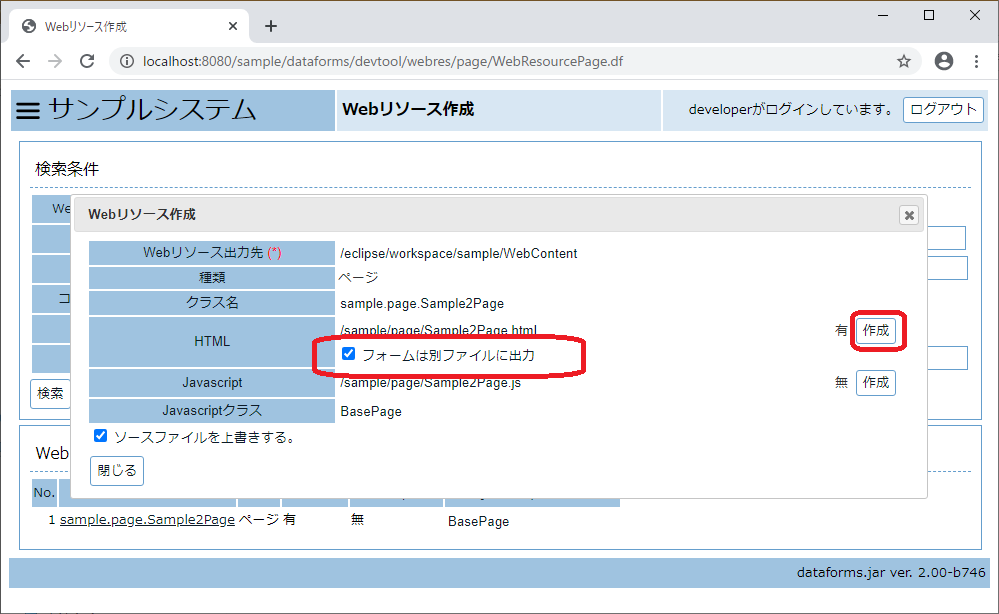 Webリソース作成
localhost:8080/sample/dataforms/devtool/webres/page/WebResourcePage.df
サンプルシステム Webリソース作成 developerがログインしています。 ログアウト
検索条件
We
Webリソース作成
Webリソース出力先 (*) /eclipse/workspace/sample/WebContent
種類 ページ
クラス名 sample.page.Sample2Page
コ
HTML /sample/page/Sample2Page.html 有 作成
フォームは別ファイルに出力
Javascript /sample/page/Sample2Page.js 無 作成
検索
Javascriptクラス BasePage
ソースファイルを上書きする。
Web
閉じる
No.
1 sample.page.Sample2Page ページ 有 無 BasePage
dataforms.jar ver. 2.00-b746